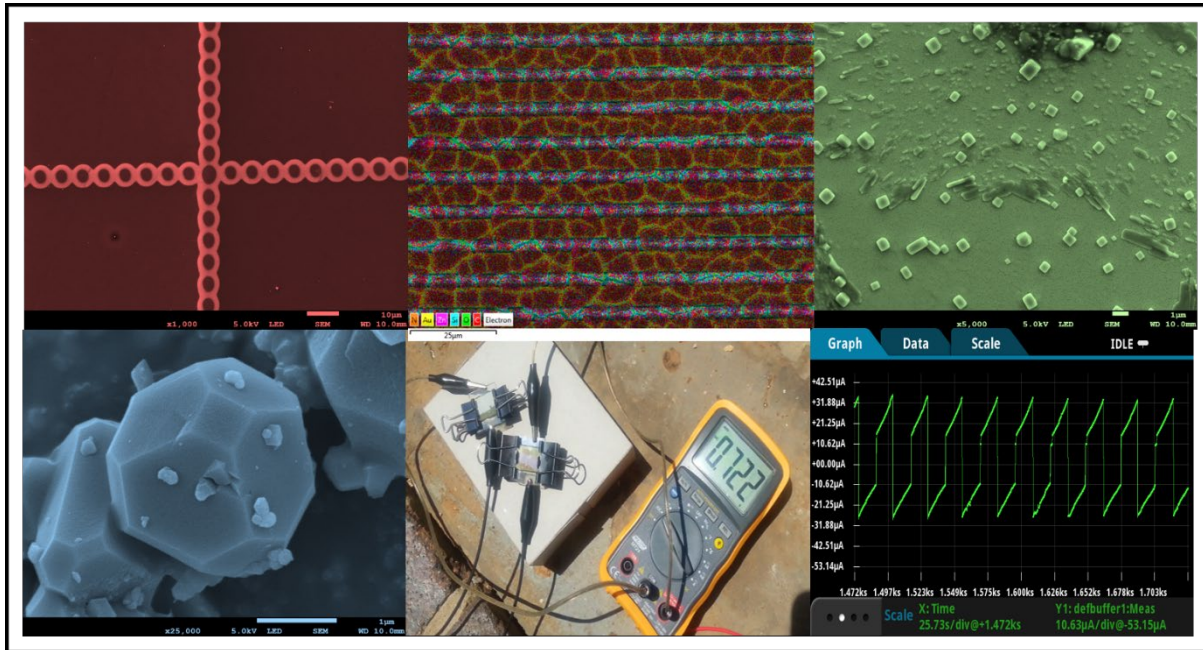 x1,000 5.0kV LED SEM 10µm WD 10.0mm
N Au Zn Si O C Electron
25µm
x5,000 5.0kV LED SEM 1µm WD 10.0mm
x25,000 5.0kV LED SEM 1µm WD 10.0mm
0.722
Graph Data Scale IDLE
+42.51µA
+31.88µA
+21.25µA
+10.62µA
+00.00µA
-10.62µA
-21.25µA
-31.88µA
-42.51µA
-53.14µA
1.472ks 1.497ks 1.523ks 1.549ks 1.575ks 1.600ks 1.626ks 1.652ks 1.678ks 1.703ks
Scale X: Time Y1: defbuffer1:Meas
25.73s/div@+1.472ks 10.63µA/div@-53.15µA